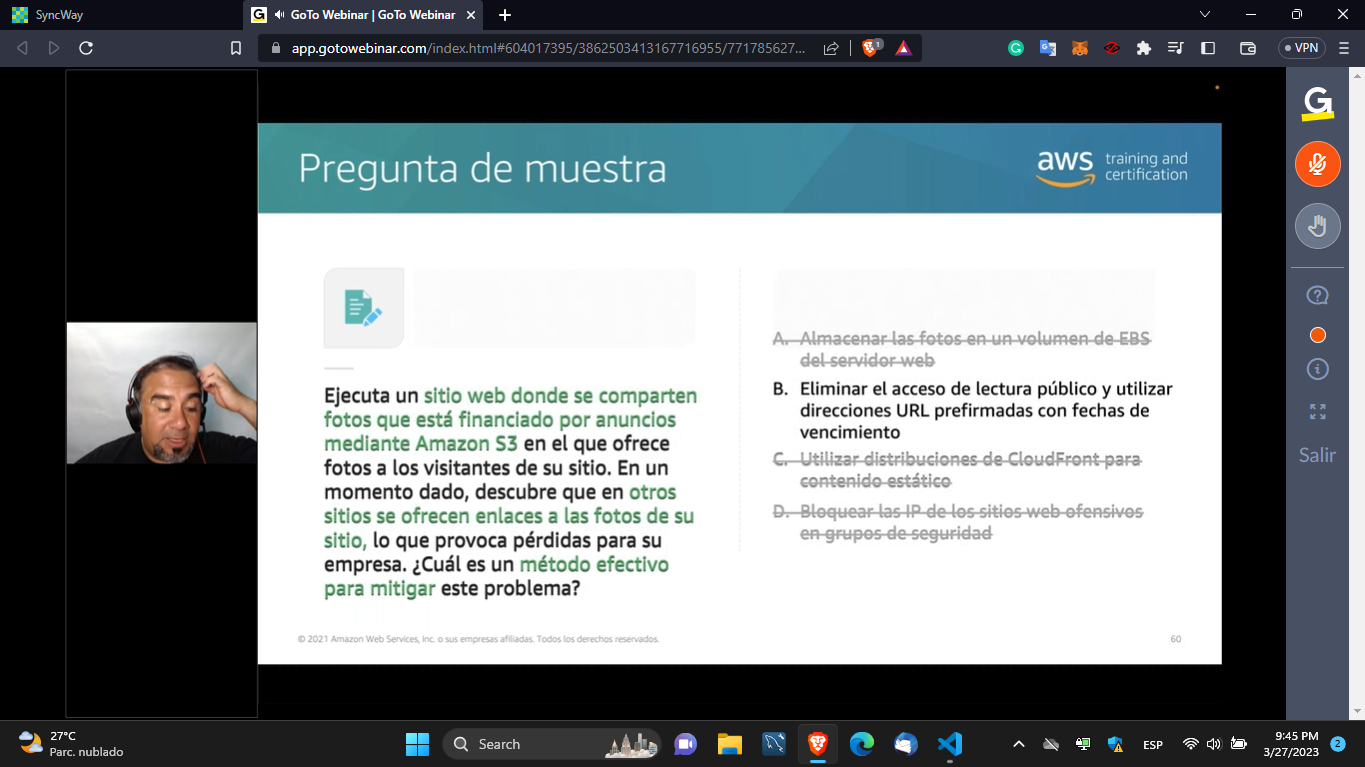 SyncWay
GoTo Webinar | GoTo Webinar
app.gotowebinar.com/index.html#604017395/3862503413167716955/771785627...
1
VPN
Pregunta de muestra
aws training and
certification
Ejecuta un sitio web donde se comparten
fotos que está financiado por anuncios
mediante Amazon S3 en el que ofrece
fotos a los visitantes de su sitio. En un
momento dado, descubre que en otros
sitios se ofrecen enlaces a las fotos de su
sitio, lo que provoca pérdidas para su
empresa. ¿Cuál es un método efectivo
para mitigar este problema?
A. Almacenar las fotos en un volumen de EBS
del servidor web
B. Eliminar el acceso de lectura público y utilizar
direcciones URL prefirmadas con fechas de
vencimiento
C. Utilizar distribuciones de CloudFront para
contenido estático
D. Bloquear las IP de los sitios web ofensivos
en grupos de seguridad
© 2021 Amazon Web Services, Inc. o sus empresas afiliadas. Todos los derechos reservados.
60
Salir
27°C
Parc. nublado
Search
ESP
9:45 PM
3/27/2023
2